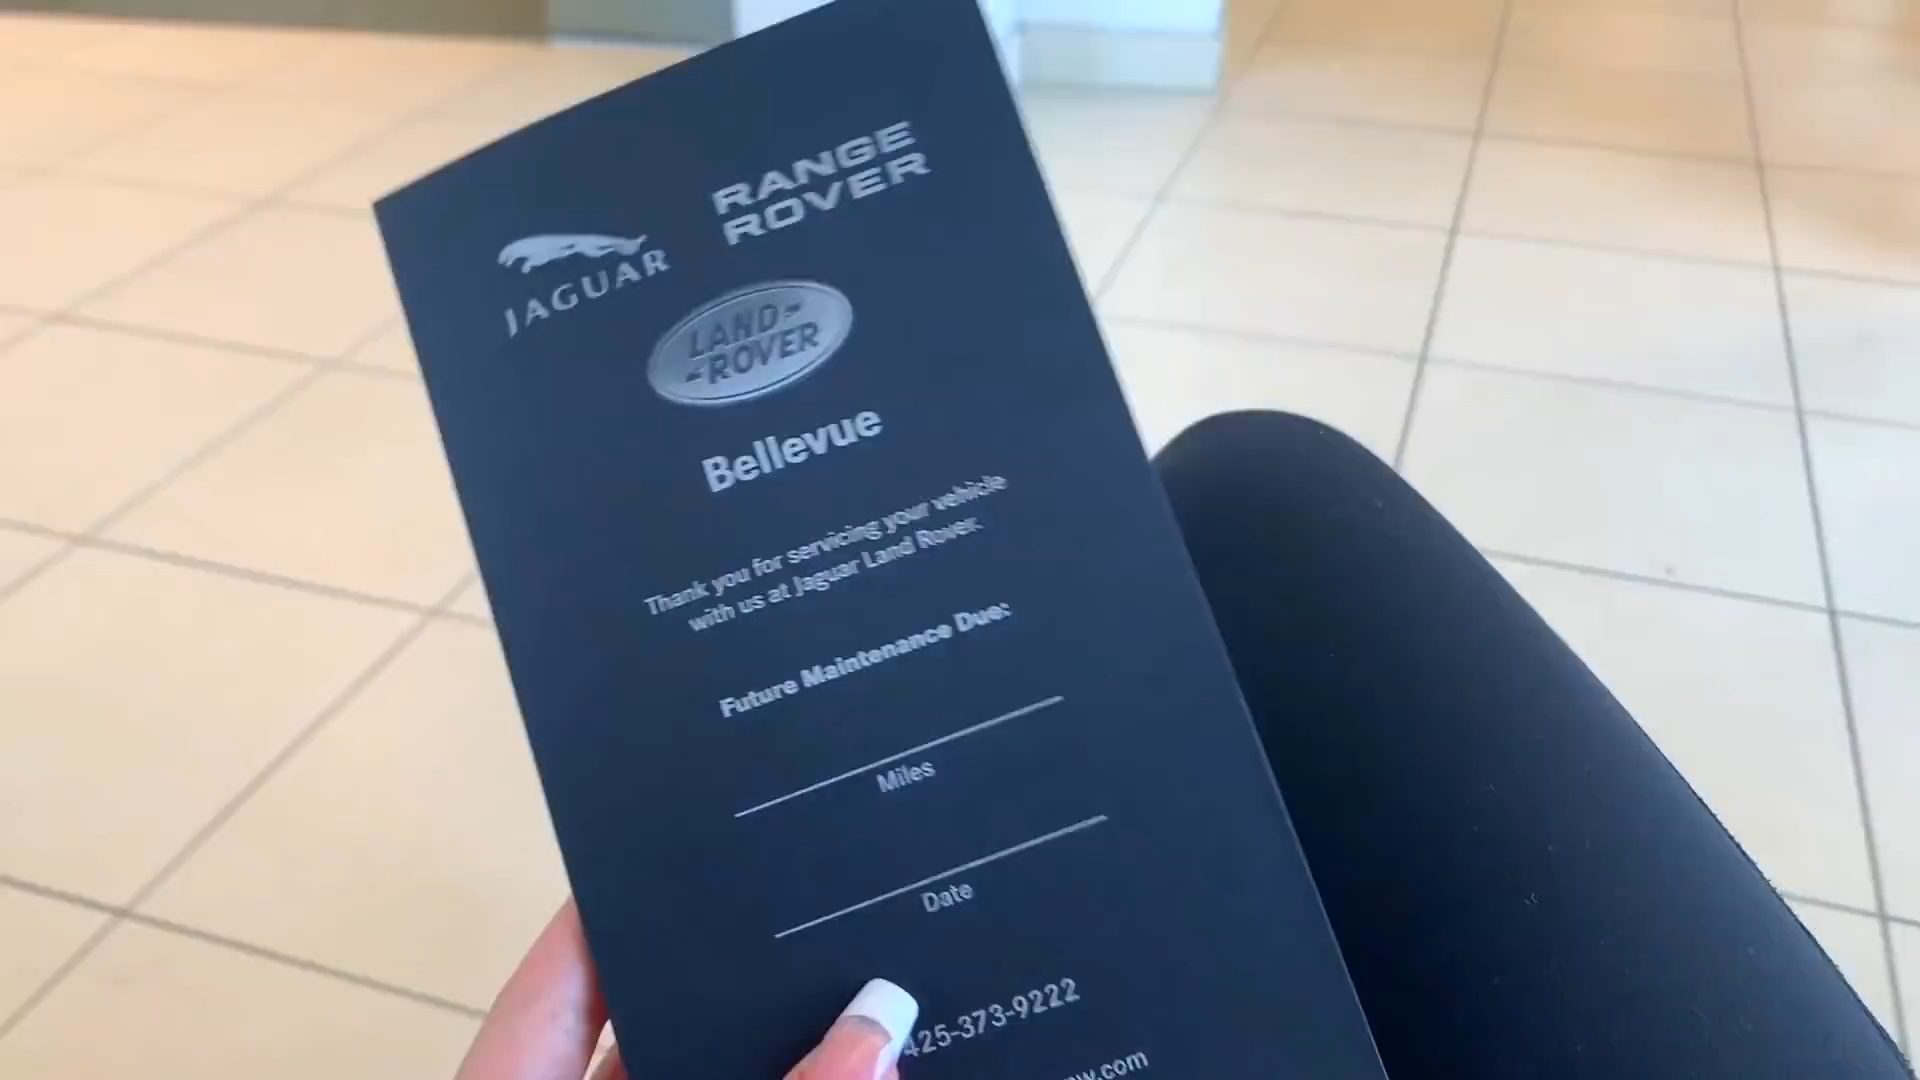 JAGUAR
RANGE
ROVER
LAND
ROVER
Bellevue
Thank you for servicing your vehicle
with us at Jaguar Land Rover.
Future Maintenance Due:
Miles
Date
425-373-9222